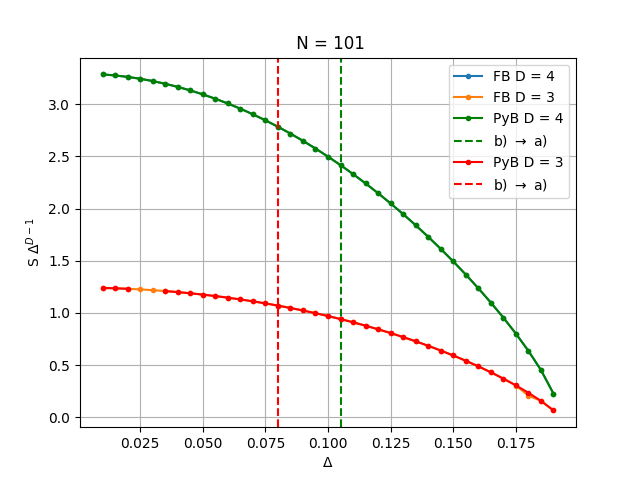 N = 101
S Δ^{D−1}
3.0
2.5
2.0
1.5
1.0
0.5
0.0
FB D = 4
FB D = 3
PyB D = 4
b) → a)
PyB D = 3
b) → a)
0.025 0.050 0.075 0.100 0.125 0.150 0.175
Δ